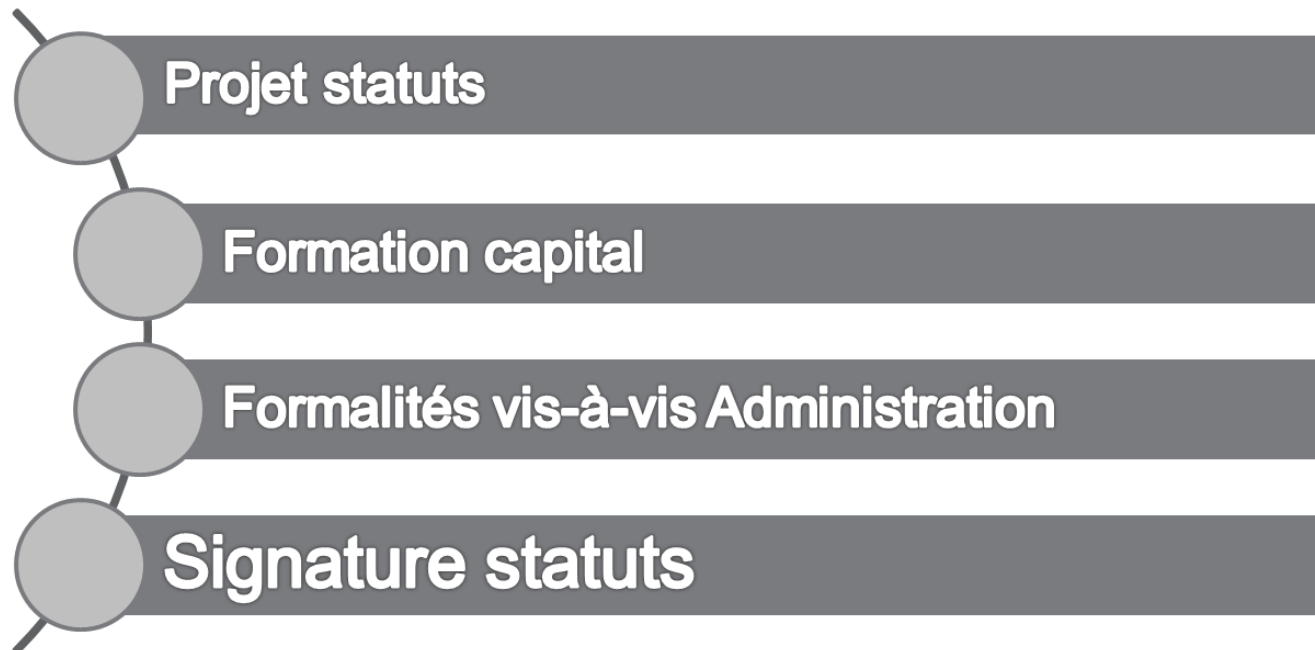 Projet statuts
Formation capital
Formalités vis-à-vis Administration
Signature statuts